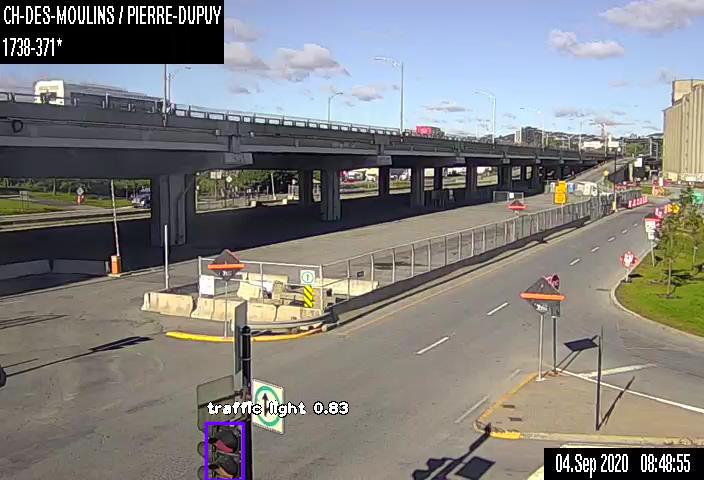 CH-DES-MOULINS / PIERRE-DUPUY
1738-371*
traffic light 0.83
04.Sep 2020 08:48:55